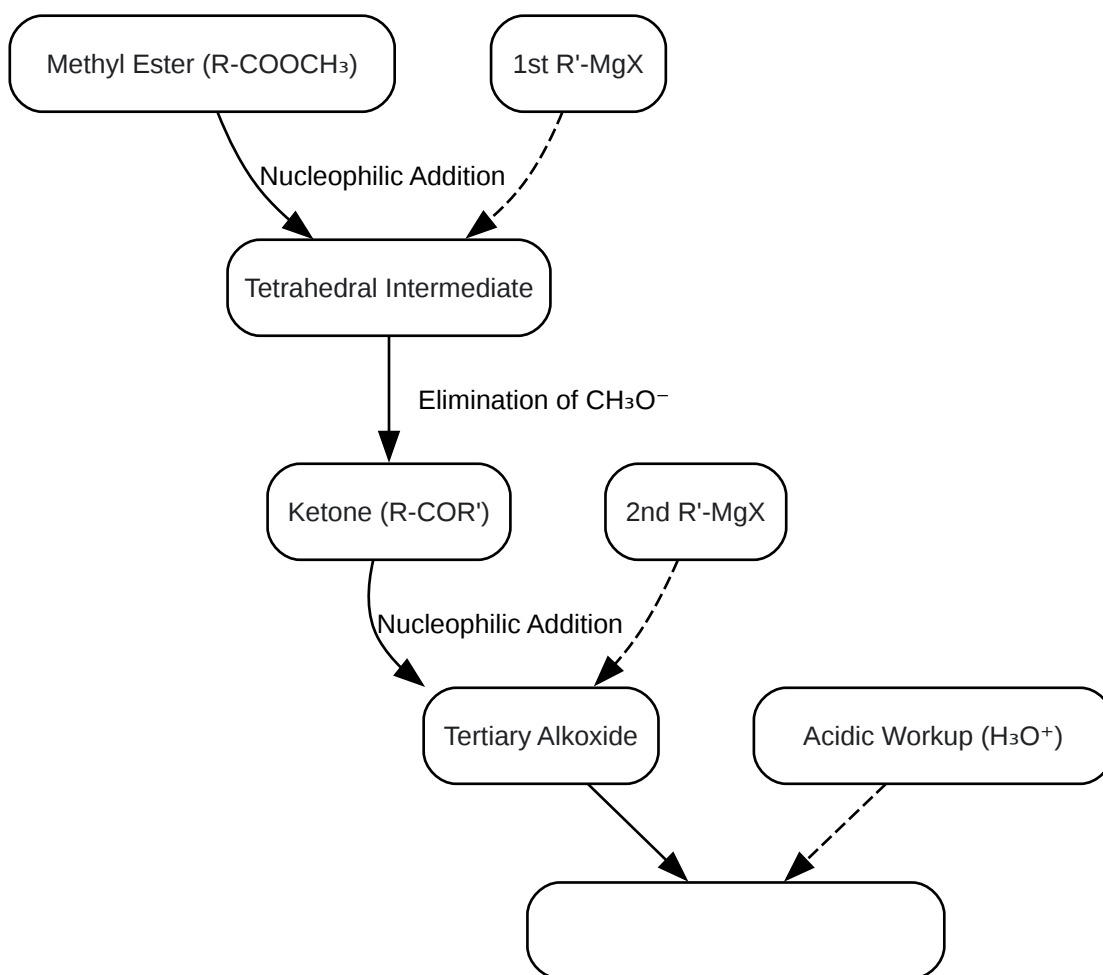 Methyl Ester (R-COOCH₃)
1st R'-MgX
Nucleophilic Addition
Tetrahedral Intermediate
Elimination of CH₃O⁻
Ketone (R-COR')
2nd R'-MgX
Nucleophilic Addition
Tertiary Alkoxide
Acidic Workup (H₃O⁺)